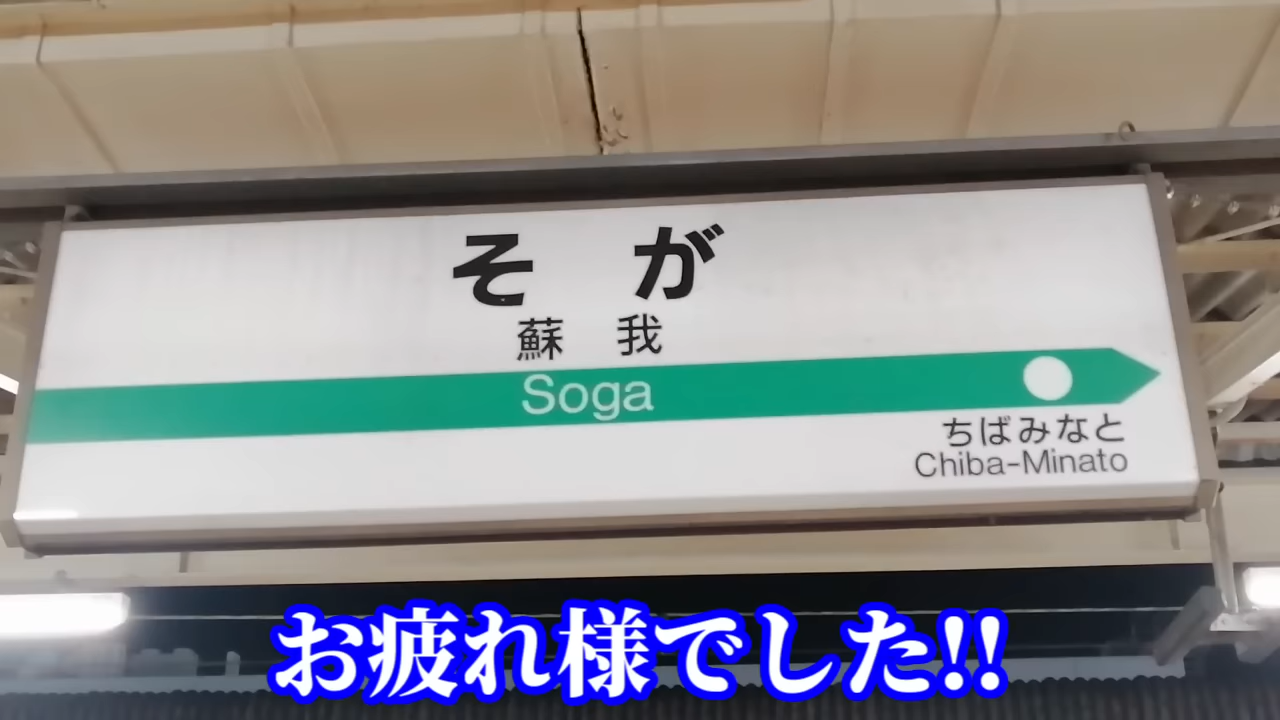 そが
蘇我
Soga
ちばみなと
Chiba-Minato
お疲れ様でした!!